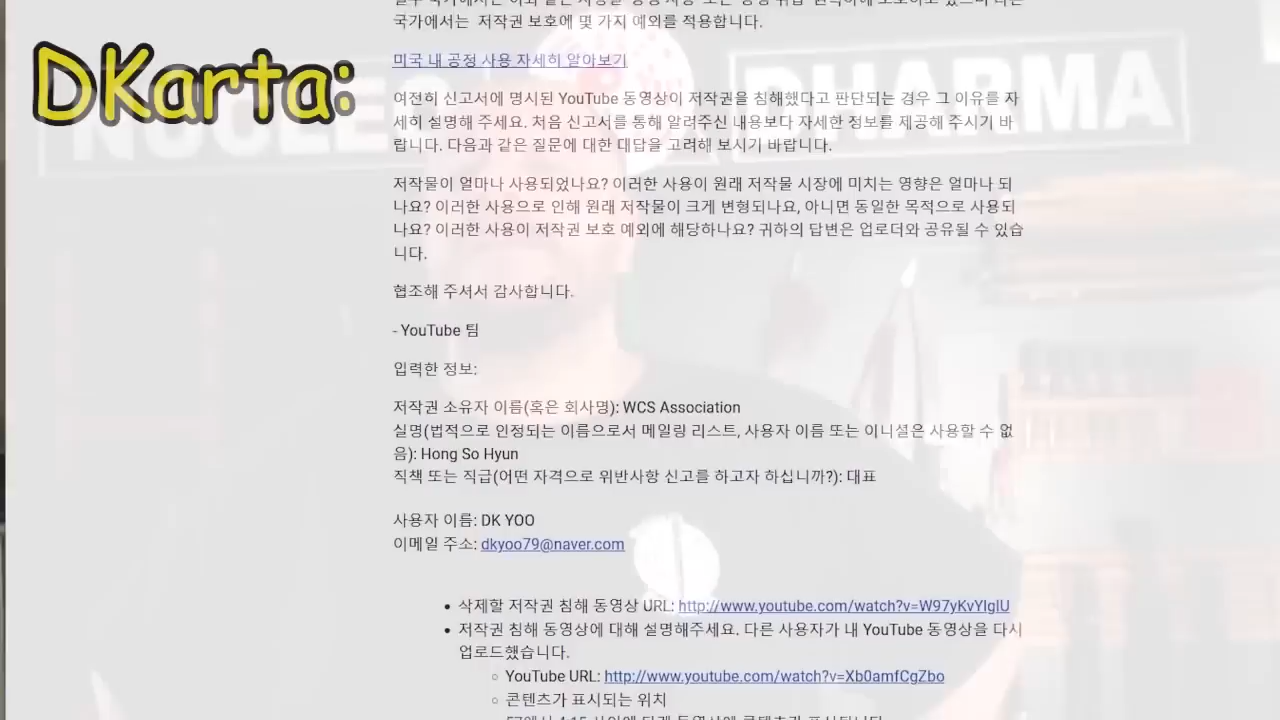 국가에서는 저작권 보호에 몇 가지 예외를 적용합니다.
DKarta:
미국 내 공정 사용 자세히 알아보기
DHARMA
여전히 신고서에 명시된 YouTube 동영상이 저작권을 침해했다고 판단되는 경우 그 이유를 자
세히 설명해 주세요. 처음 신고서를 통해 알려주신 내용보다 자세한 정보를 제공해 주시기 바
랍니다. 다음과 같은 질문에 대한 대답을 고려해 보시기 바랍니다.
저작물이 얼마나 사용되었나요? 이러한 사용이 원래 저작물 시장에 미치는 영향은 얼마나 되
나요? 이러한 사용으로 인해 원래 저작물이 크게 변형되나요, 아니면 동일한 목적으로 사용되
나요? 이러한 사용이 저작권 보호 예외에 해당하나요? 귀하의 답변은 업로더와 공유될 수 있습
니다.
협조해 주셔서 감사합니다.
- YouTube 팀
입력한 정보:
저작권 소유자 이름(혹은 회사명): WCS Association
실명(법적으로 인정되는 이름으로서 메일링 리스트, 사용자 이름 또는 이니셜은 사용할 수 없
음): Hong So Hyun
직책 또는 직급(어떤 자격으로 위반사항 신고를 하고자 하십니까?): 대표
사용자 이름: DK YOO
이메일 주소: dkyoo79@naver.com
• 삭제할 저작권 침해 동영상 URL: http://www.youtube.com/watch?v=W97yKvYIgIU
• 저작권 침해 동영상에 대해 설명해주세요. 다른 사용자가 내 YouTube 동영상을 다시
업로드했습니다.
◦ YouTube URL: http://www.youtube.com/watch?v=Xb0amfCgZbo
◦ 콘텐츠가 표시되는 위치